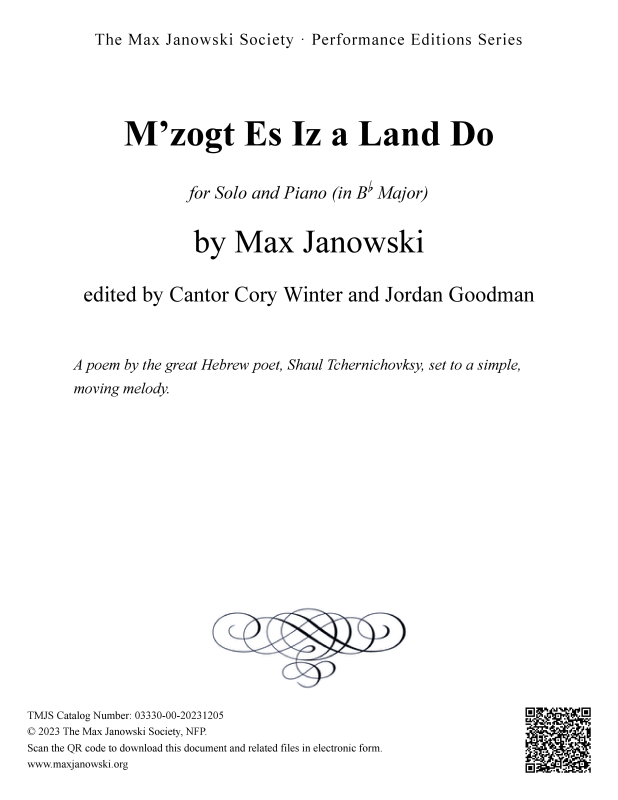 The Max Janowski Society · Performance Editions Series
M’zogt Es Iz a Land Do
for Solo and Piano (in B♭ Major)
by Max Janowski
edited by Cantor Cory Winter and Jordan Goodman
A poem by the great Hebrew poet, Shaul Tchernichovksy, set to a simple,
moving melody.
TMJS Catalog Number: 03330-00-20231205
© 2023 The Max Janowski Society, NFP.
Scan the QR code to download this document and related files in electronic form.
www.maxjanowski.org